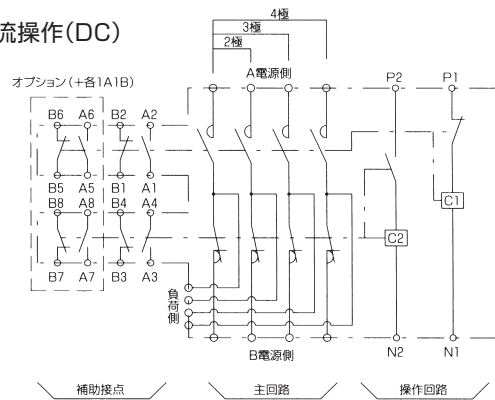 流操作(DC)
4極
3極
2極
A電源側
P2 P1
オプション(+各1A1B)
B6 A6 B2 A2
B5 A5 B1 A1
B8 A8 B4 A4
C1
C2
B7 A7 B3 A3
負荷側
B電源側
N2 N1
補助接点 主回路 操作回路